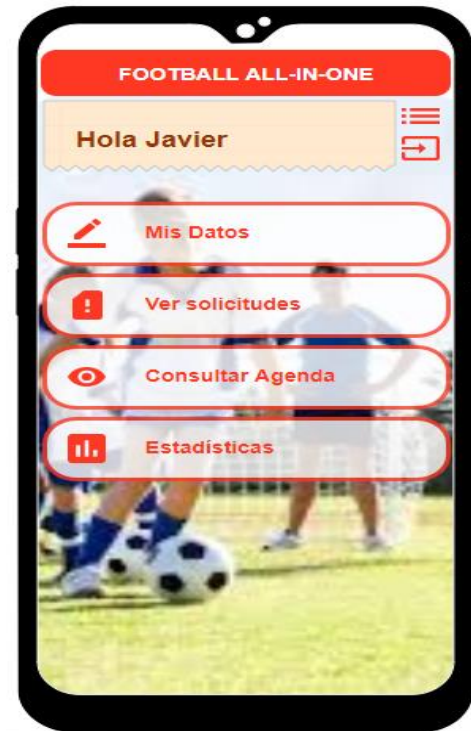 FOOTBALL ALL-IN-ONE
Hola Javier
Mis Datos
Ver solicitudes
Consultar Agenda
Estadísticas